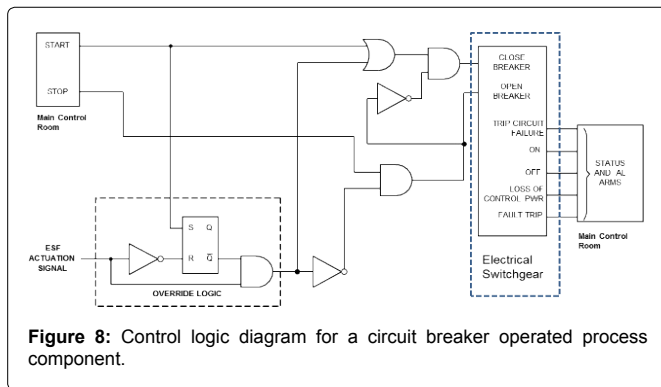 START
STOP
Main Control
Room
CLOSE
BREAKER
OPEN
BREAKER
TRIP CIRCUIT
FAILURE
ON
OFF
LOSS OF
CONTROL PWR
FAULT TRIP
STATUS
AND AL
ARMS
Main Control
Room
Electrical
Switchgear
ESF
ACTUATION
SIGNAL
S Q
R Q̅
OVERRIDE LOGIC
Figure 8: Control logic diagram for a circuit breaker operated process
component.